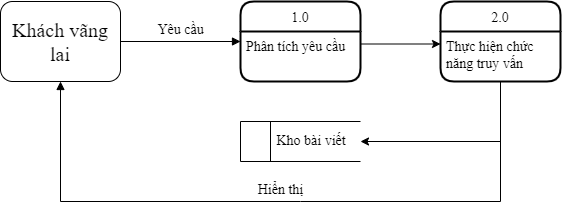 Khách vãng
lai
Yêu cầu
1.0
Phân tích yêu cầu
2.0
Thực hiện chức
năng truy vấn
Kho bài viết
Hiển thị